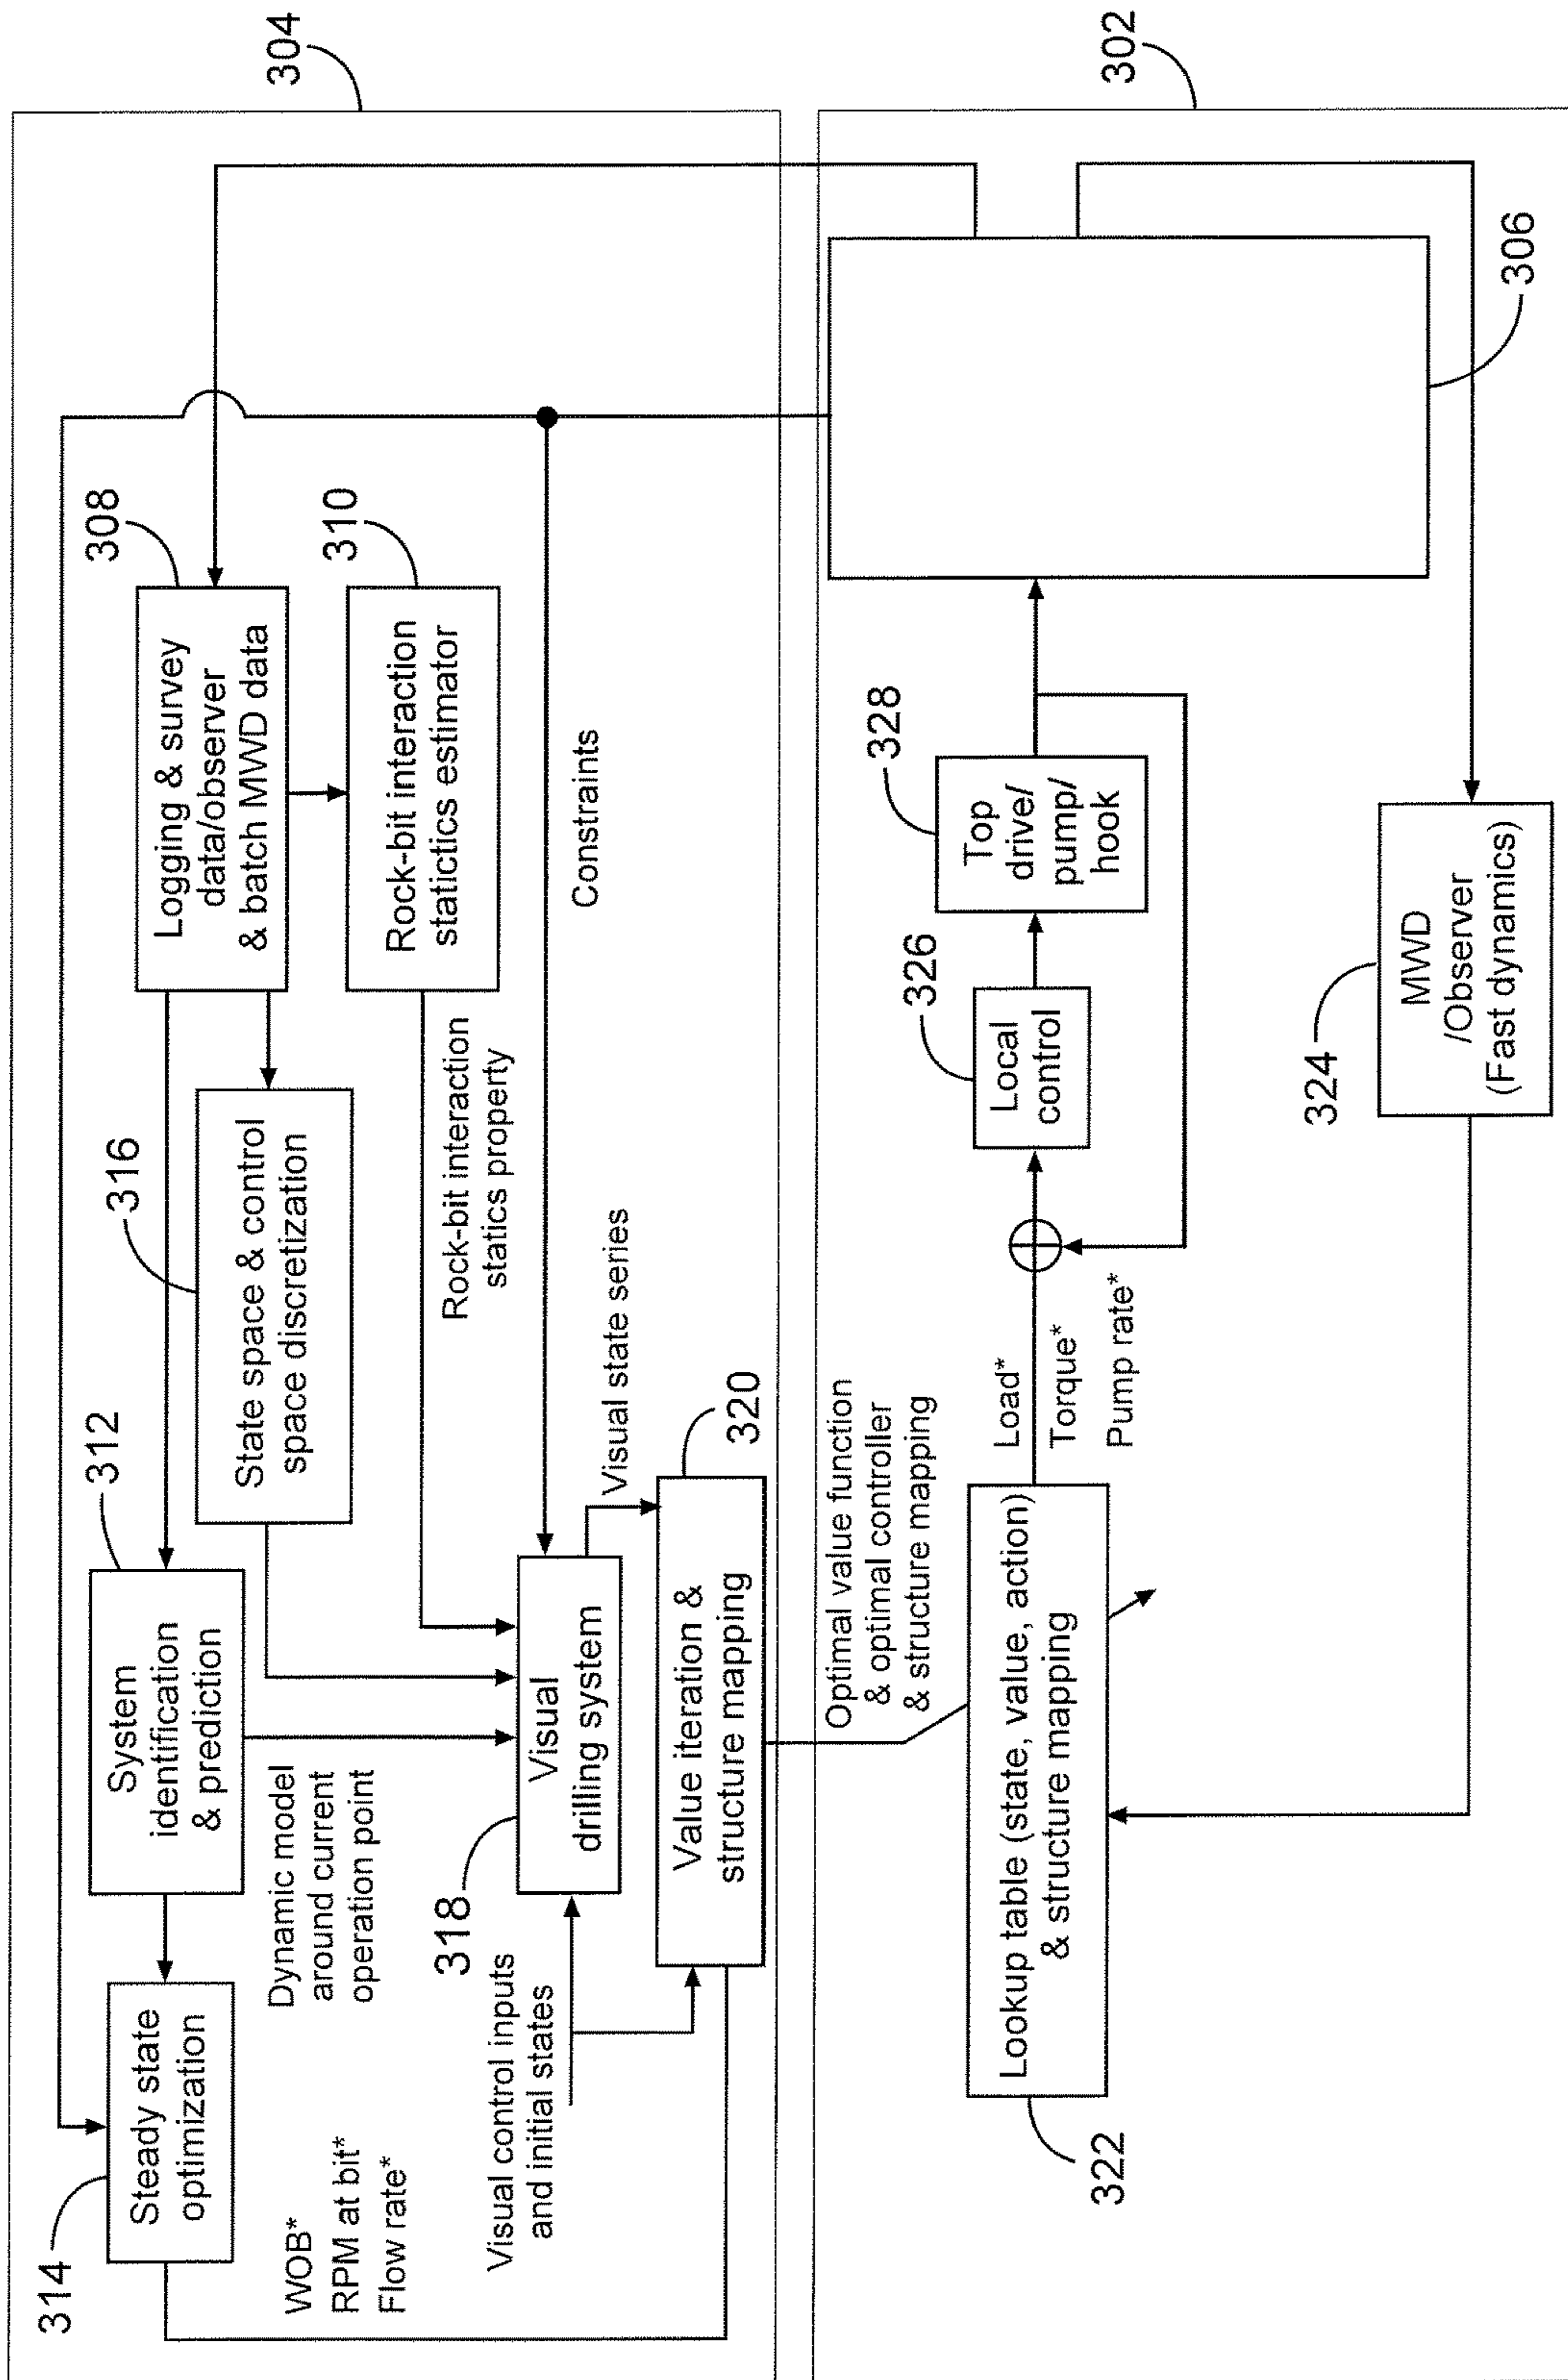 304
302
314
Steady state
optimization
312
System
identification
& prediction
316
State space & control
space discretization
308
Logging & survey
data/observer
& batch MWD data
310
Rock-bit interaction
statictics estimator
WOB*
RPM at bit*
Flow rate*
Dynamic model
around current
operation point
Rock-bit interaction
statics property
Constraints
Visual control inputs
and initial states
318
Visual
drilling system
Visual state series
320
Value iteration &
structure mapping
Optimal value function
& optimal controller
& structure mapping
322
Lookup table (state, value, action)
& structure mapping
Load*
Torque*
Pump rate*
326
Local
control
328
Top
drive/
pump/
hook
306
324
MWD
/Observer
(Fast dynamics)